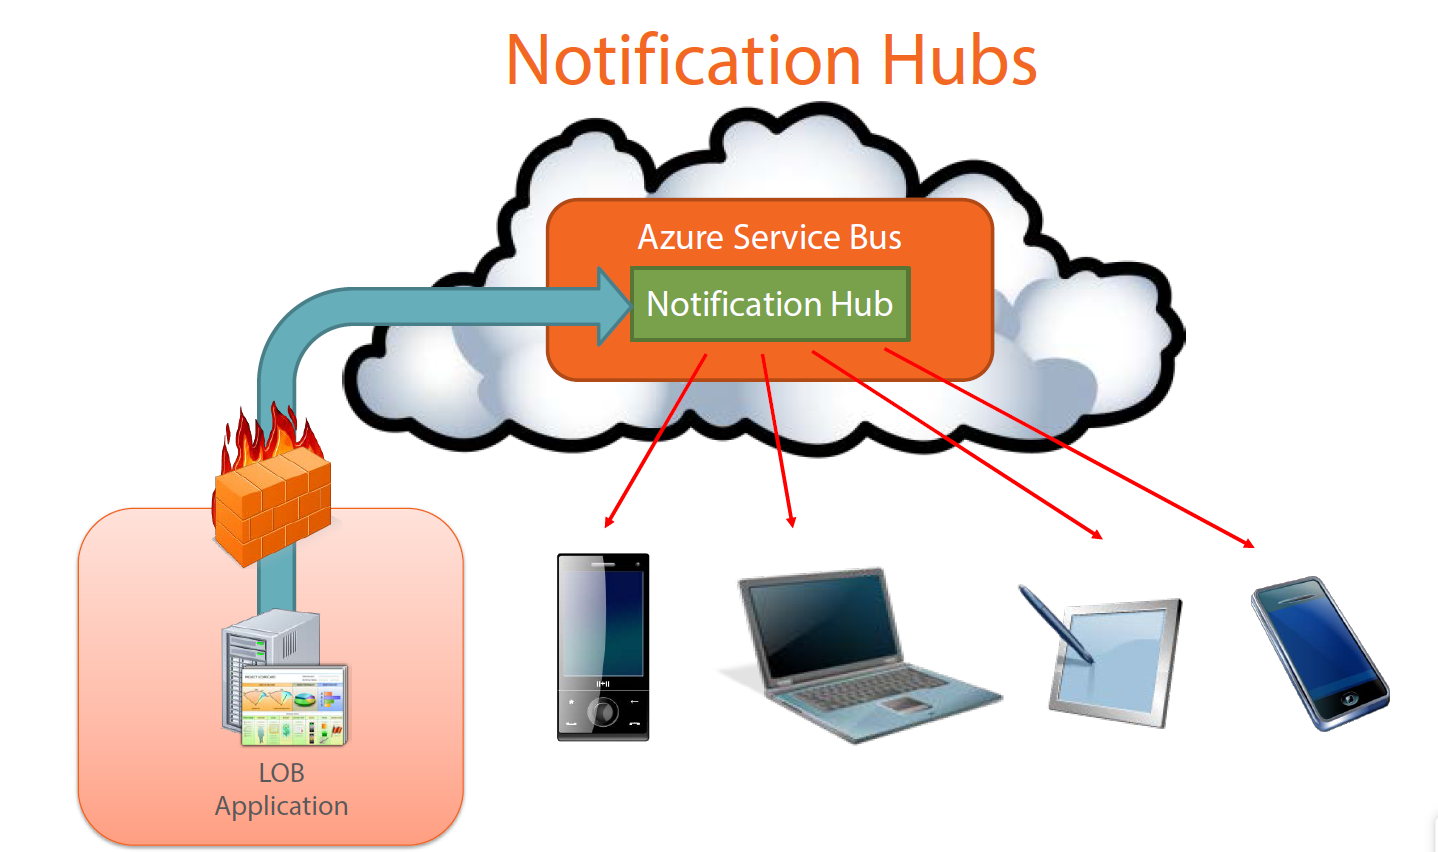 Notification Hubs
Azure Service Bus
Notification Hub
LOB
Application